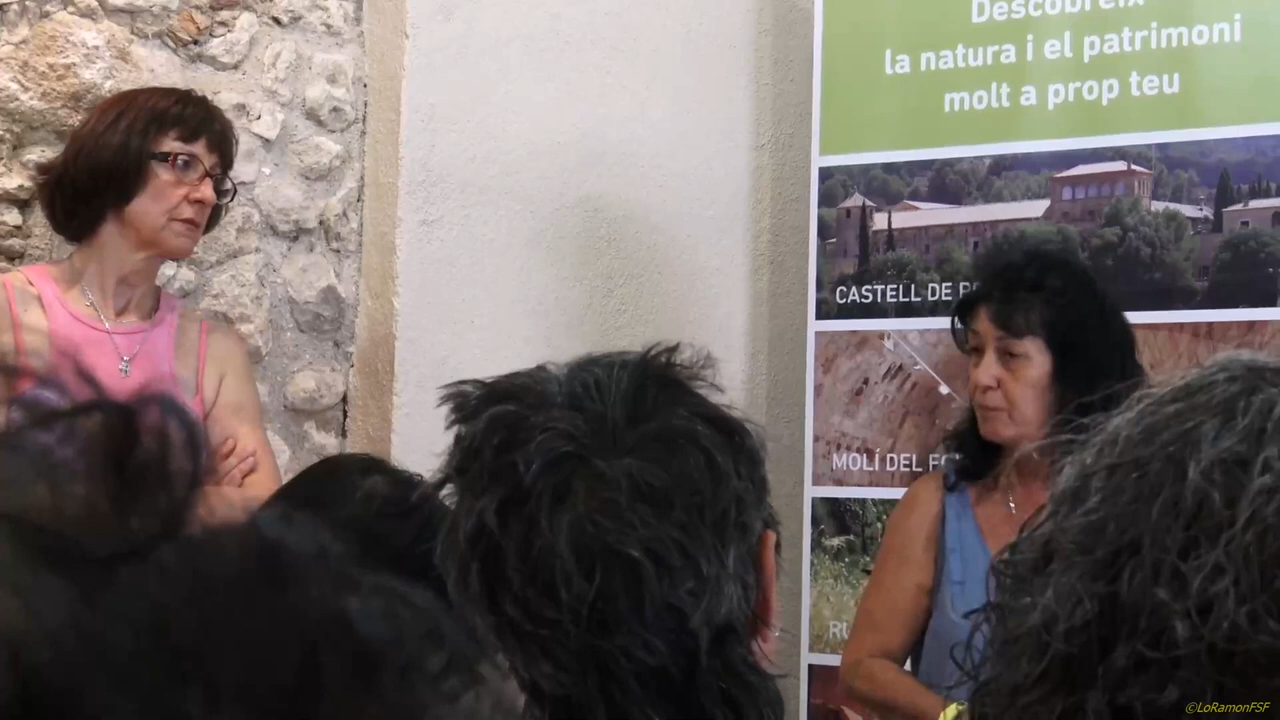 Descobreix
la natura i el patrimoni
molt a prop teu
CASTELL DE
MOLÍ DEL
©LoRamonFSF